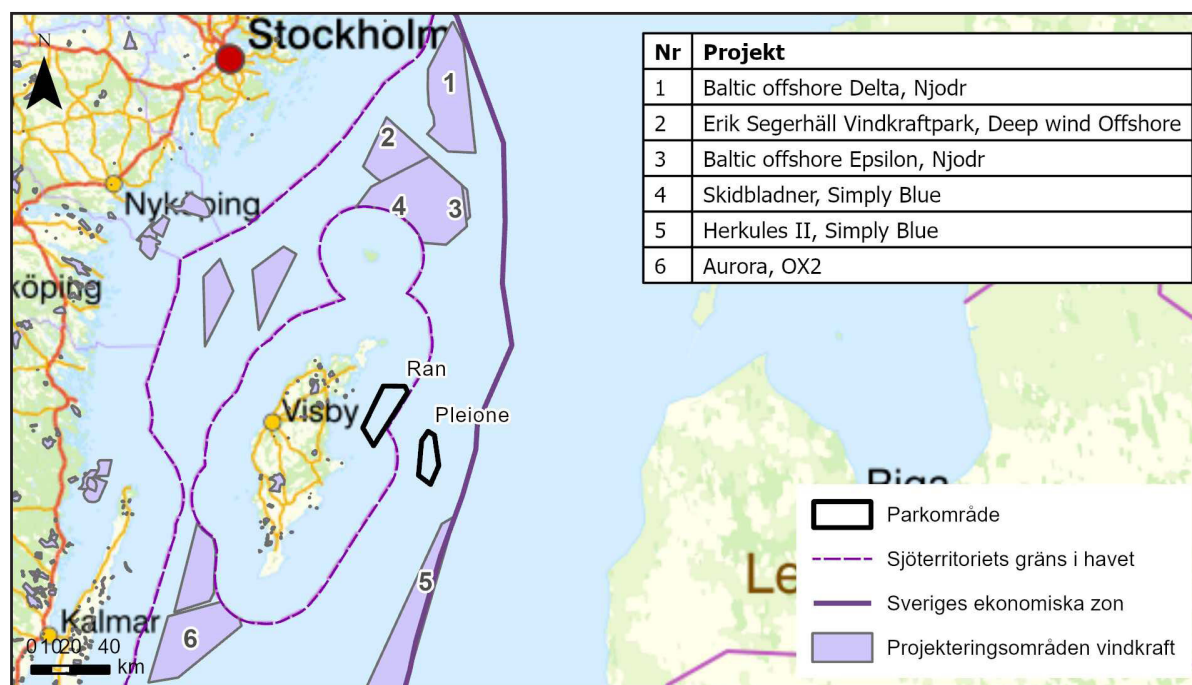 N
Stockholm
1
2
Nyköping
4
3
köping
Ran
Visby
Pleione
5
6
Kalmar
0 10 20 40
km
Riga
Le
Nr Projekt
1 Baltic offshore Delta, Njodr
2 Erik Segerhäll Vindkraftpark, Deep wind Offshore
3 Baltic offshore Epsilon, Njodr
4 Skidbladner, Simply Blue
5 Herkules II, Simply Blue
6 Aurora, OX2
Parkområde
Sjöterritoriets gräns i havet
Sveriges ekonomiska zon
Projekteringsområden vindkraft